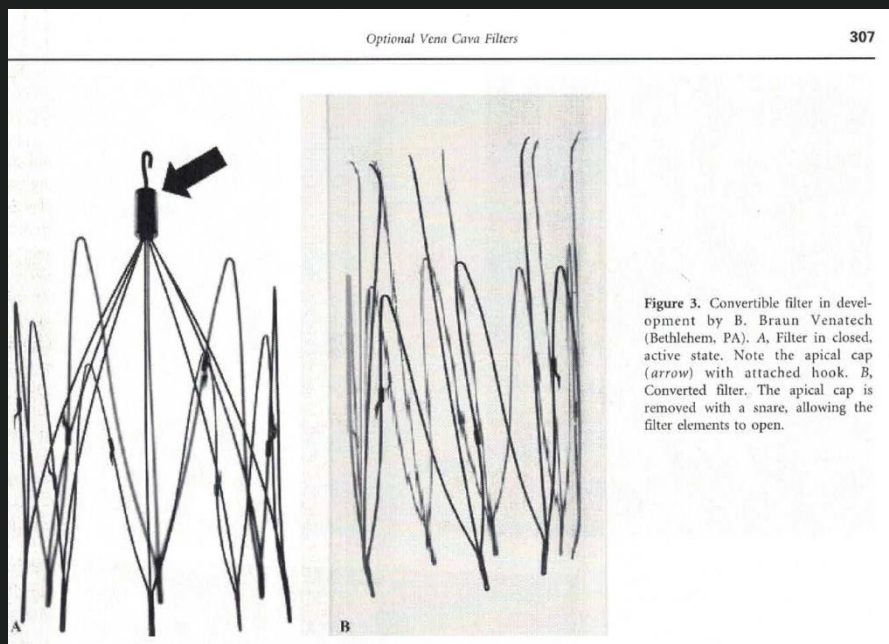 Optional Vena Cava Filters
307
A
B
Figure 3. Convertible filter in devel-
opment by B. Braun Venatech
(Bethlehem, PA). A, Filter in closed,
active state. Note the apical cap
(arrow) with attached hook. B,
Converted filter. The apical cap is
removed with a snare, allowing the
filter elements to open.